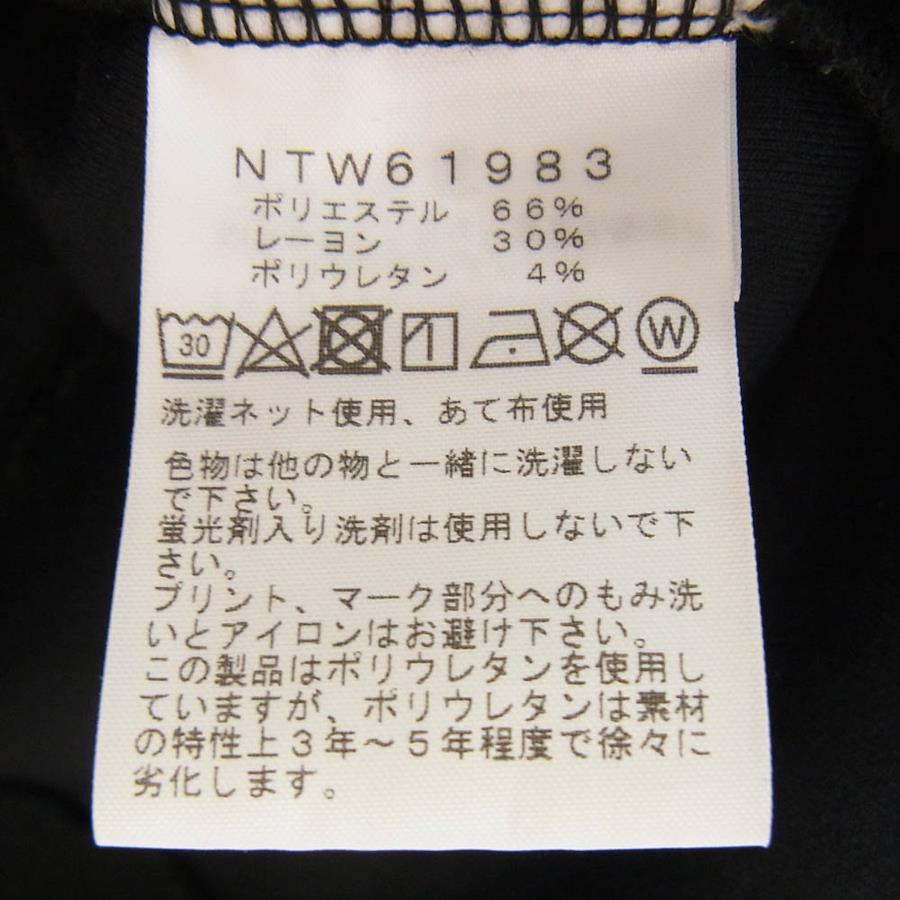 NTW61983
ポリエステル 66%
レーヨン 30%
ポリウレタン 4%
30 W
洗濯ネット使用、あて布使用
色物は他の物と一緒に洗濯しない
で下さい。
蛍光剤入り洗剤は使用しないで下
さい。
プリント、マーク部分へのもみ洗
いとアイロンはお避け下さい。
この製品はポリウレタンを使用し
ていますが、ポリウレタンは素材
の特性上3年～5年程度で徐々に
劣化します。